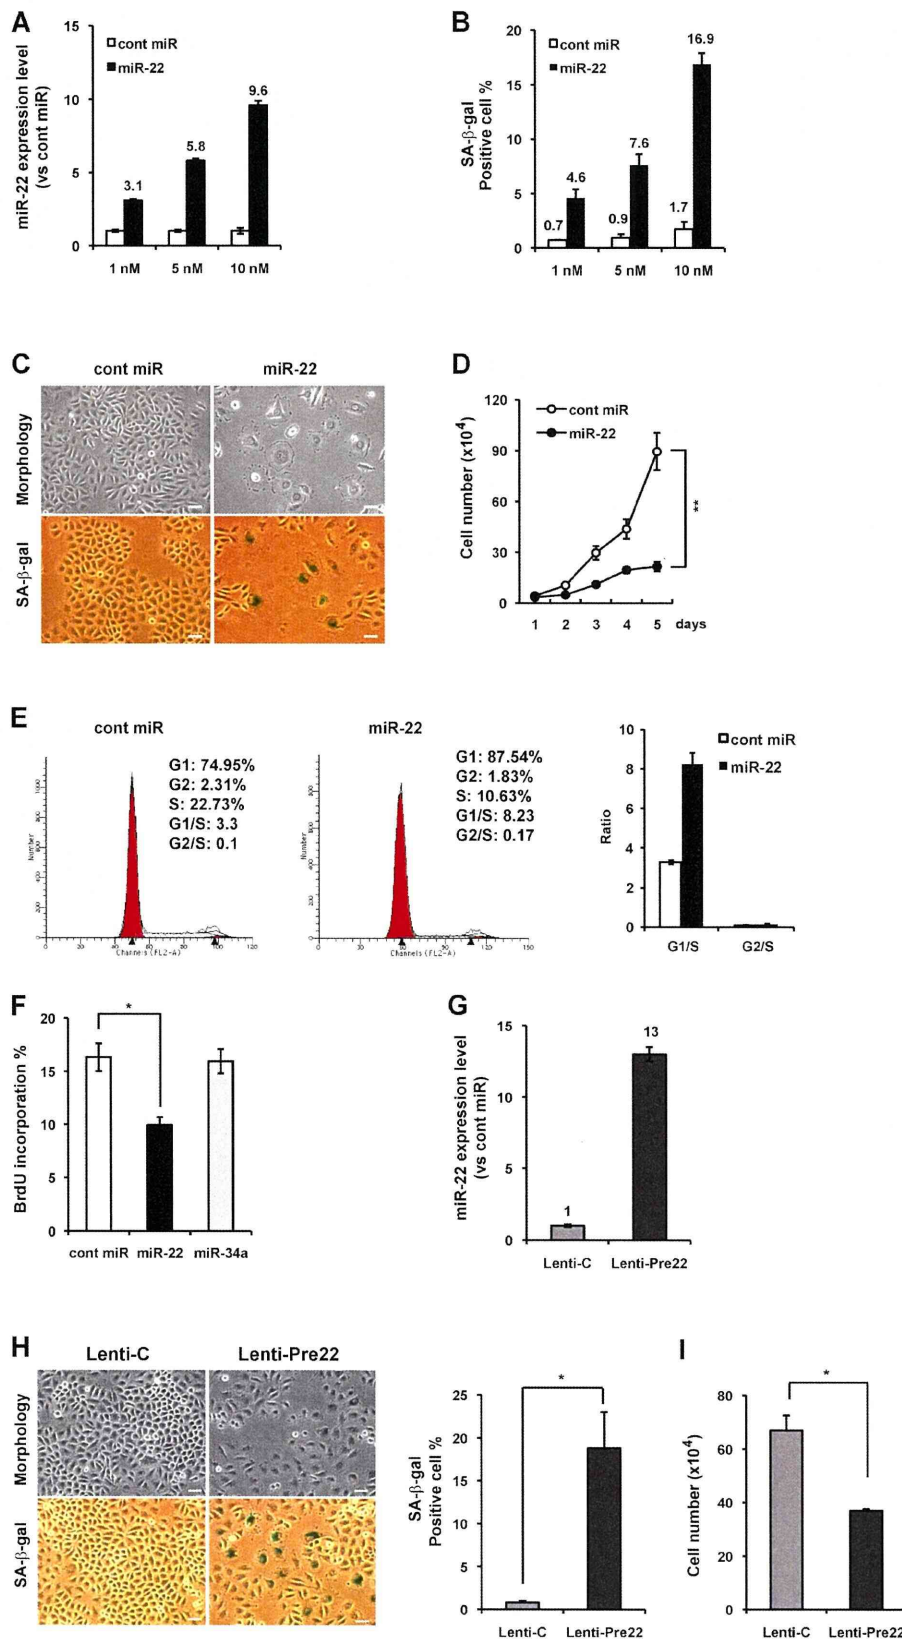 A
miR-22 expression level
(vs cont miR)
15
10
5
0
cont miR
miR-22
3.1
5.8
9.6
1 nM 5 nM 10 nM
B
SA-β-gal
Positive cell %
20
15
10
5
0
cont miR
miR-22
0.7
4.6
0.9
7.6
1.7
16.9
1 nM 5 nM 10 nM
C
cont miR miR-22
Morphology
SA-β-gal
D
Cell number (x10⁴)
120
90
60
30
0
cont miR
miR-22
**
1 2 3 4 5 days
E
cont miR
G1: 74.95%
G2: 2.31%
S: 22.73%
G1/S: 3.3
G2/S: 0.1
Number
Channels (FL2-A)
miR-22
G1: 87.54%
G2: 1.83%
S: 10.63%
G1/S: 8.23
G2/S: 0.17
Number
Channels (FL2-A)
Ratio
10
8
6
4
2
0
cont miR
miR-22
G1/S G2/S
F
BrdU incorporation %
20
15
10
5
0
*
cont miR miR-22 miR-34a
G
miR-22 expression level
(vs cont miR)
15
10
5
0
1
13
Lenti-C Lenti-Pre22
H
Lenti-C Lenti-Pre22
Morphology
SA-β-gal
SA-β-gal
Positive cell %
25
20
15
10
5
0
*
Lenti-C Lenti-Pre22
I
Cell number (x10⁴)
80
60
40
20
0
*
Lenti-C Lenti-Pre22